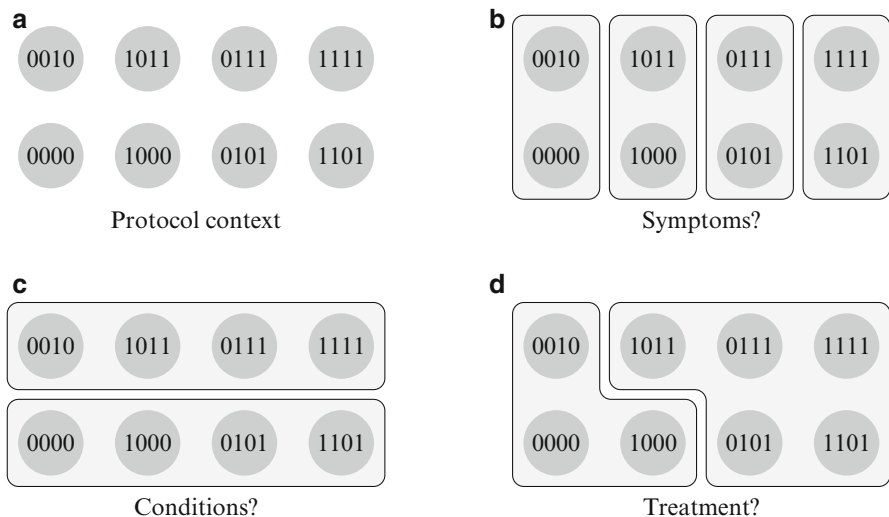 a
0010 1011 0111 1111
0000 1000 0101 1101
Protocol context
b
0010 1011 0111 1111
0000 1000 0101 1101
Symptoms?
c
0010 1011 0111 1111
0000 1000 0101 1101
Conditions?
d
0010 1011 0111 1111
0000 1000 0101 1101
Treatment?